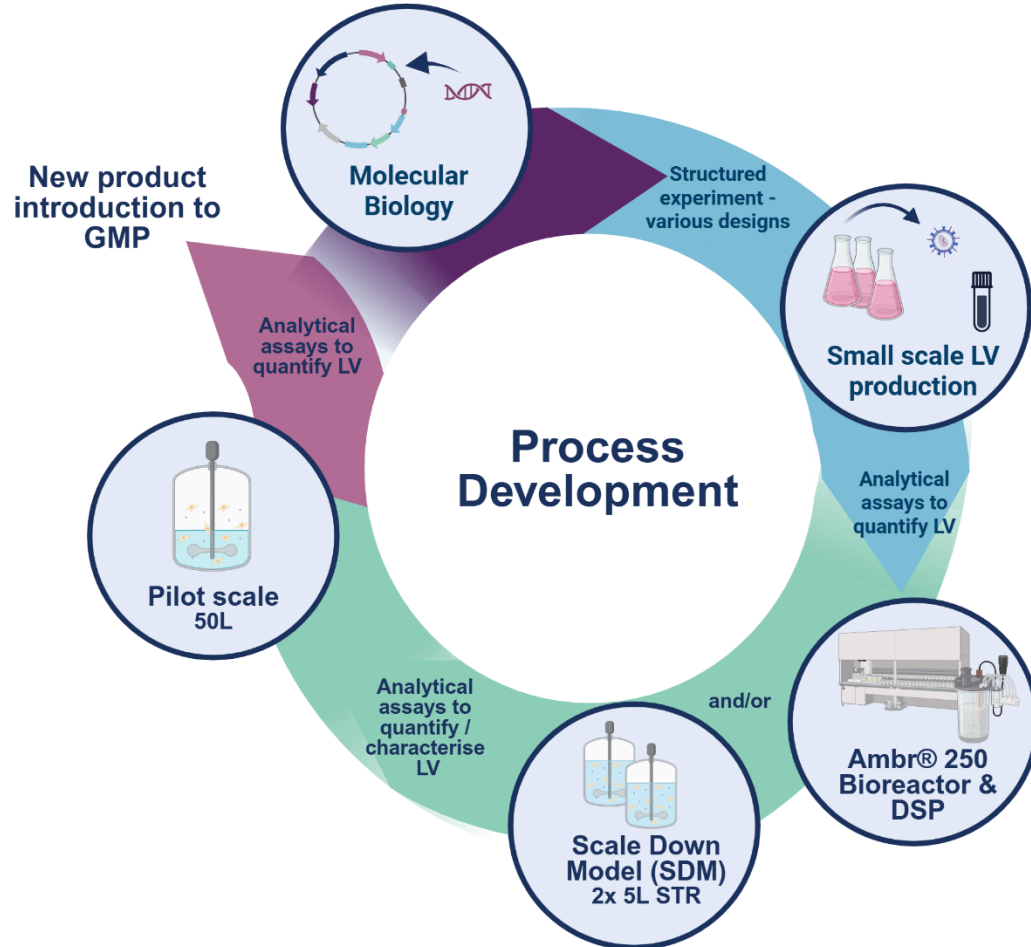 Molecular
Biology
Structured
experiment -
various designs
Small scale LV
production
Analytical
assays to
quantify LV
Ambr® 250
Bioreactor &
DSP
and/or
Scale Down
Model (SDM)
2x 5L STR
Analytical
assays to
quantify /
characterise
LV
Pilot scale
50L
Analytical
assays to
quantify LV
New product
introduction to
GMP
Process
Development